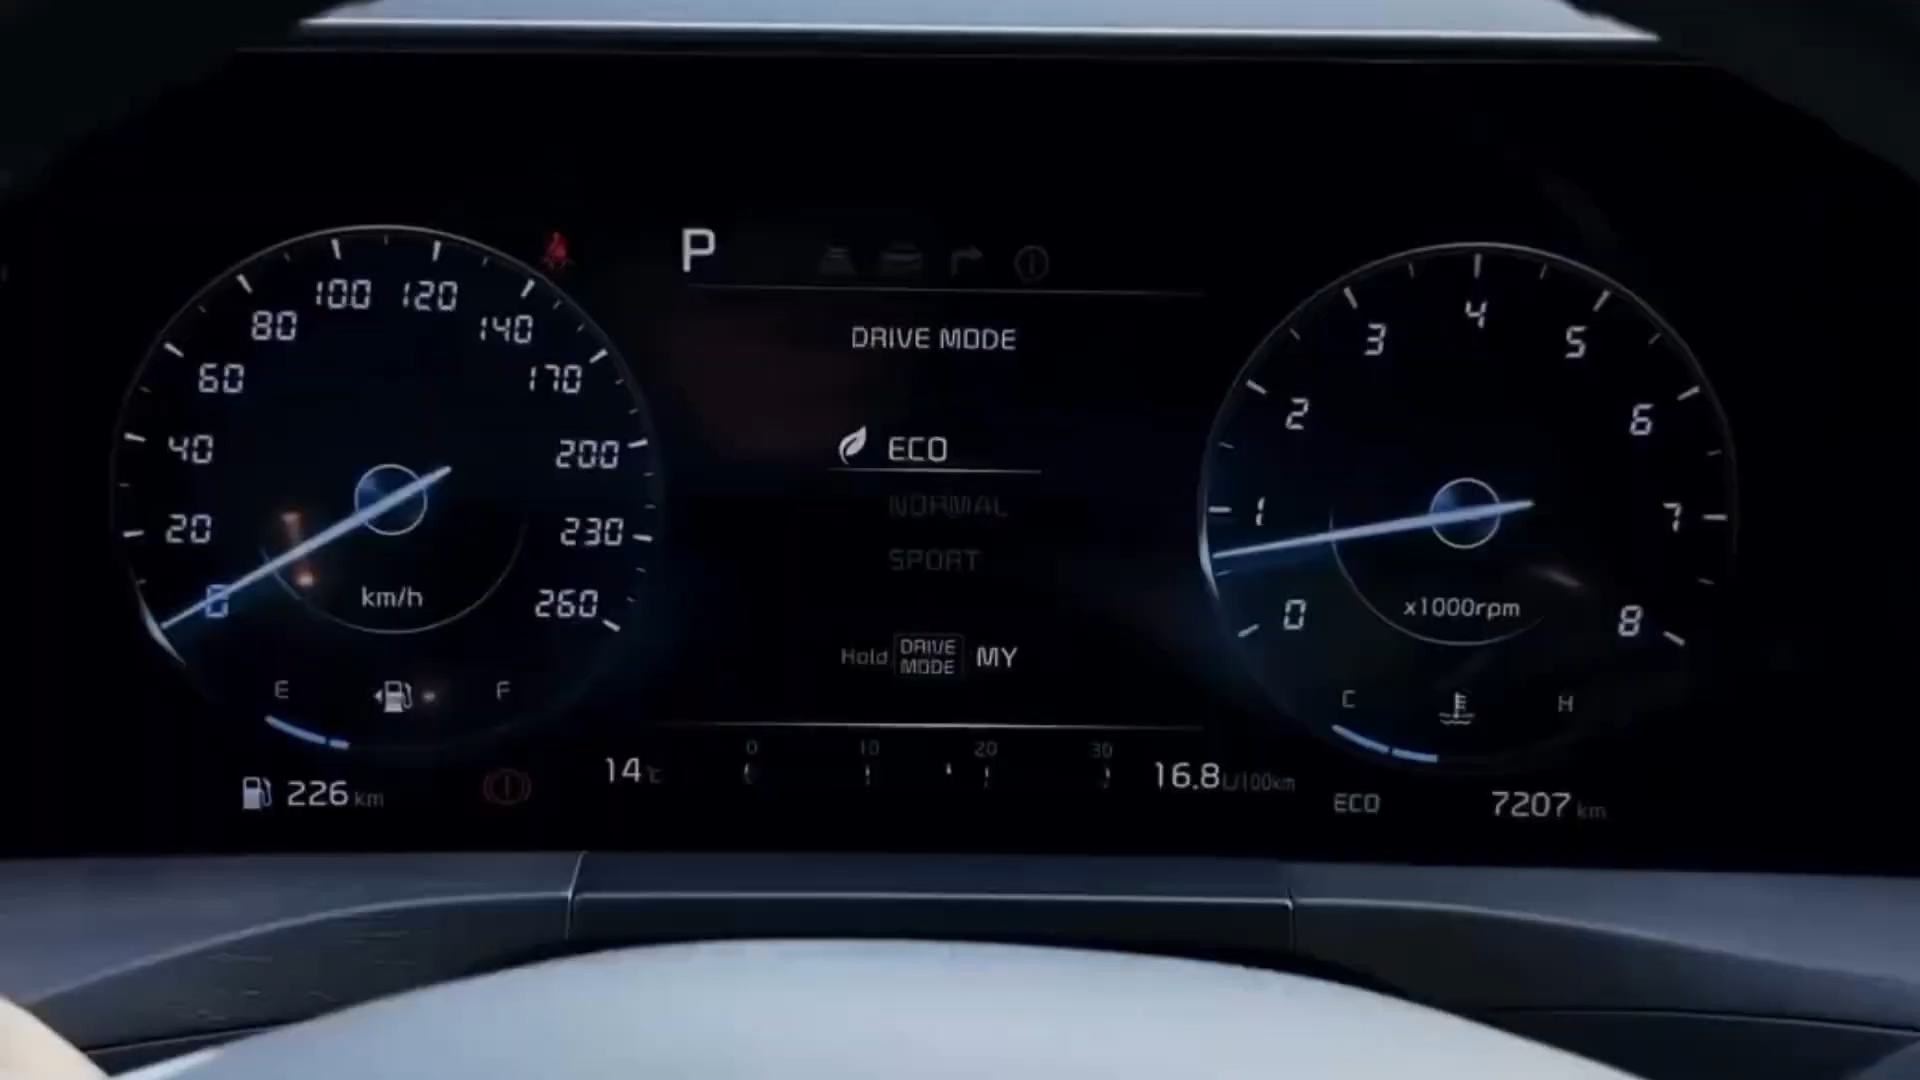 P
DRIVE MODE
ECO
NORMAL
SPORT
Hold DRIVE MODE MY
0
20
40
60
80
100
120
140
170
200
230
260
km/h
E
F
226 km
14 °C
0 10 20 30
16.8 L/100km
0
1
2
3
4
5
6
7
8
x1000rpm
C
H
ECO
7207 km